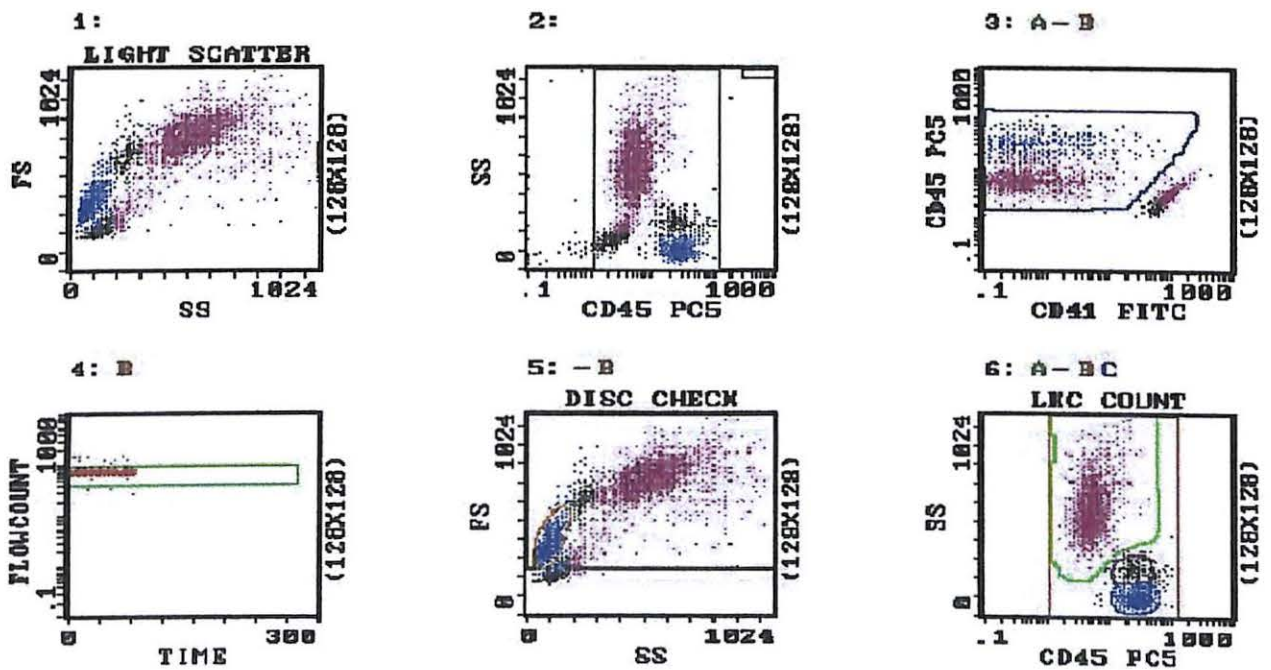 1:
LIGHT SCATTER
FS
1024
0
0 1024
SS
(128X128)
2:
SS
1024
0
.1 1000
CD45 PC5
(128X128)
3: A - B
CD45 PC5
1000
.1
.1 1000
CD41 FITC
(128X128)
4: B
FLOWCOUNT
1000
.1
0 300
TIME
(128X128)
5: - B
DISC CHECK
FS
1024
0
0 1024
SS
(128X128)
6: A - BC
LKC COUNT
SS
1024
0
.1 1000
CD45 PC5
(128X128)